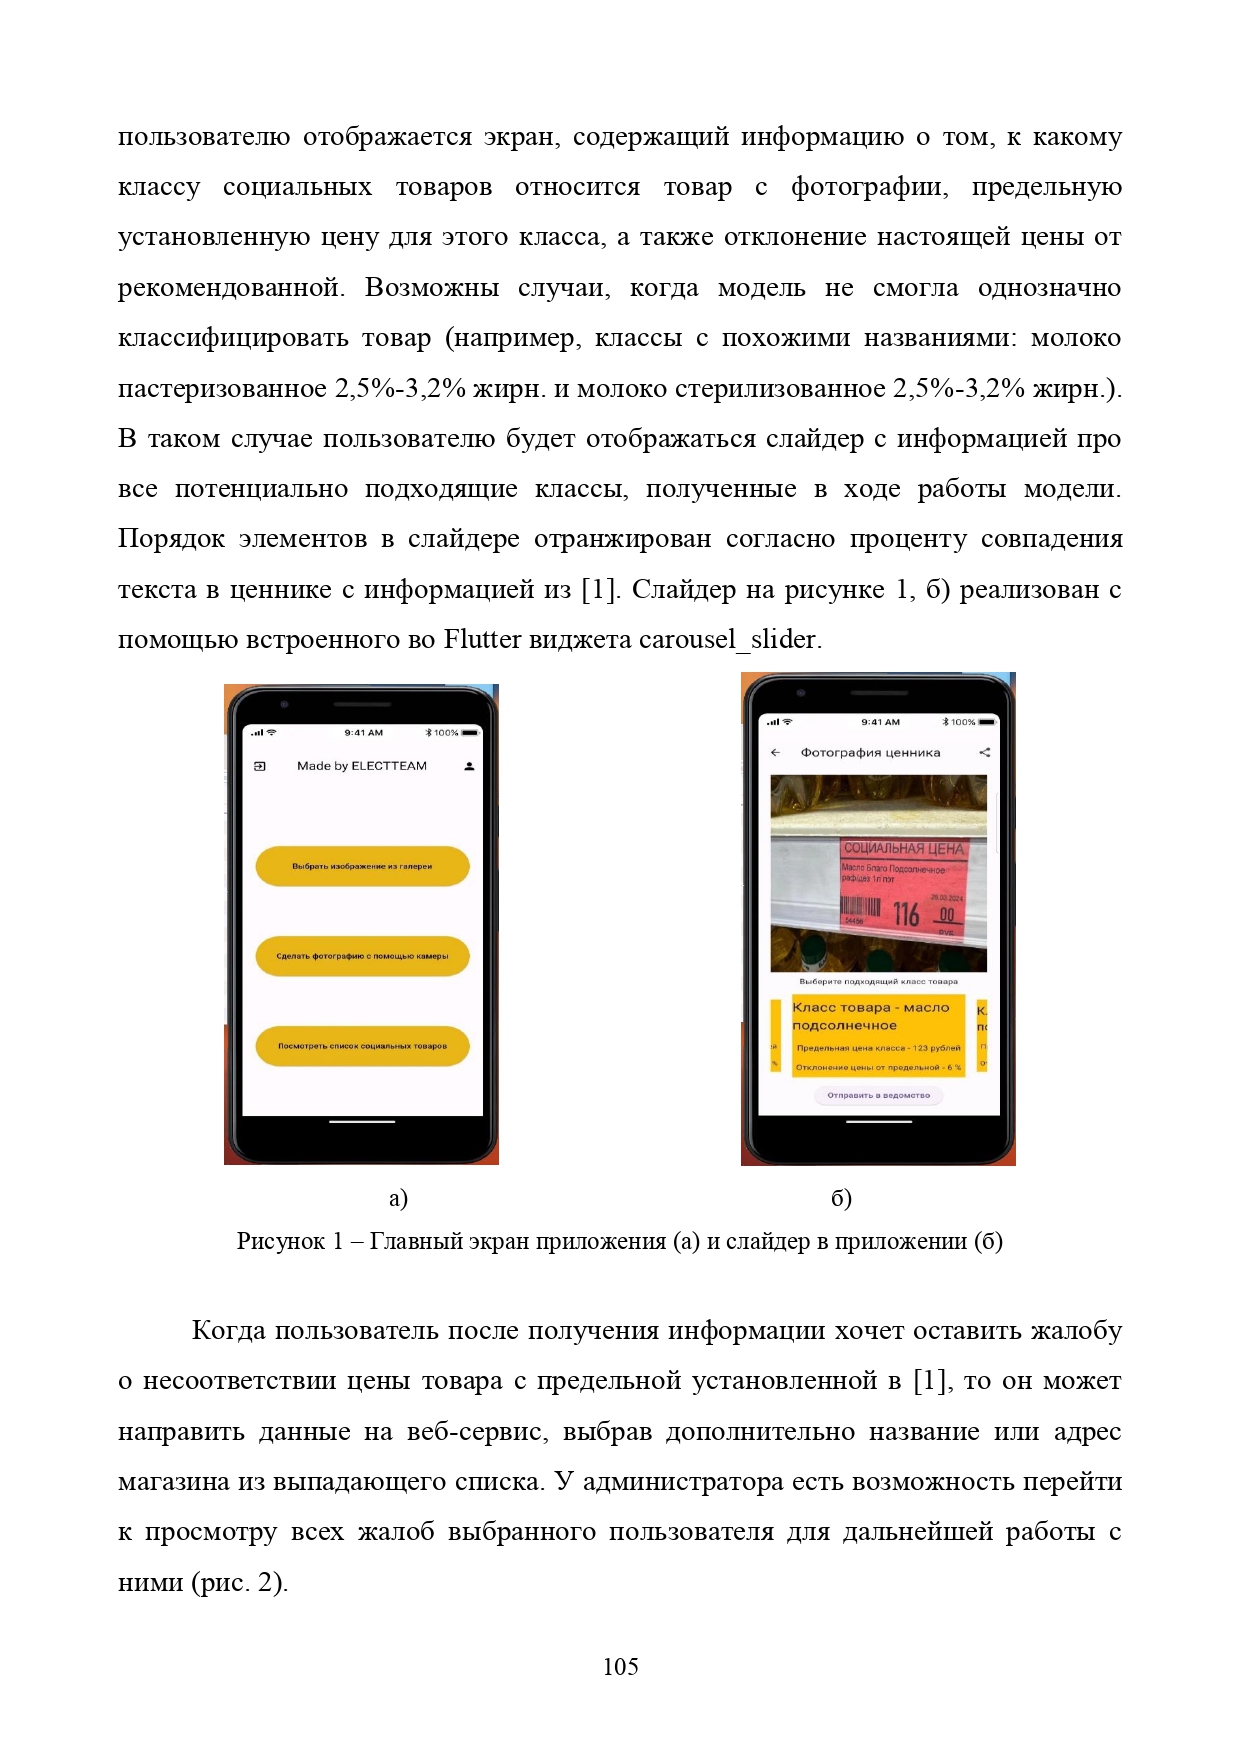 пользователю отображается экран, содержащий информацию о том, к какому
классу социальных товаров относится товар с фотографии, предельную
установленную цену для этого класса, а также отклонение настоящей цены от
рекомендованной. Возможны случаи, когда модель не смогла однозначно
классифицировать товар (например, классы с похожими названиями: молоко
пастеризованное 2,5%-3,2% жирн. и молоко стерилизованное 2,5%-3,2% жирн.).
В таком случае пользователю будет отображаться слайдер с информацией про
все потенциально подходящие классы, полученные в ходе работы модели.
Порядок элементов в слайдере отранжирован согласно проценту совпадения
текста в ценнике с информацией из [1]. Слайдер на рисунке 1, б) реализован с
помощью встроенного во Flutter виджета carousel_slider.
9:41 AM
100%
Made by ELECTTEAM
Выбрать изображение из галереи
Сделать фотографию с помощью камеры
Посмотреть список социальных товаров
9:41 AM
100%
Фотография ценника
СОЦИАЛЬНАЯ ЦЕНА
Масло Благо Подсолнечное
раф/дез 1л пэт
26.03.2024
116 00
54486
РУБ
Выберите подходящий класс товара
Класс товара - масло
подсолнечное
Предельная цена класса - 123 рублей
Отклонение цены от предельной - 6 %
Отправить в ведомство
а)
б)
Рисунок 1 – Главный экран приложения (а) и слайдер в приложении (б)
Когда пользователь после получения информации хочет оставить жалобу
о несоответствии цены товара с предельной установленной в [1], то он может
направить данные на веб-сервис, выбрав дополнительно название или адрес
магазина из выпадающего списка. У администратора есть возможность перейти
к просмотру всех жалоб выбранного пользователя для дальнейшей работы с
ними (рис. 2).
105